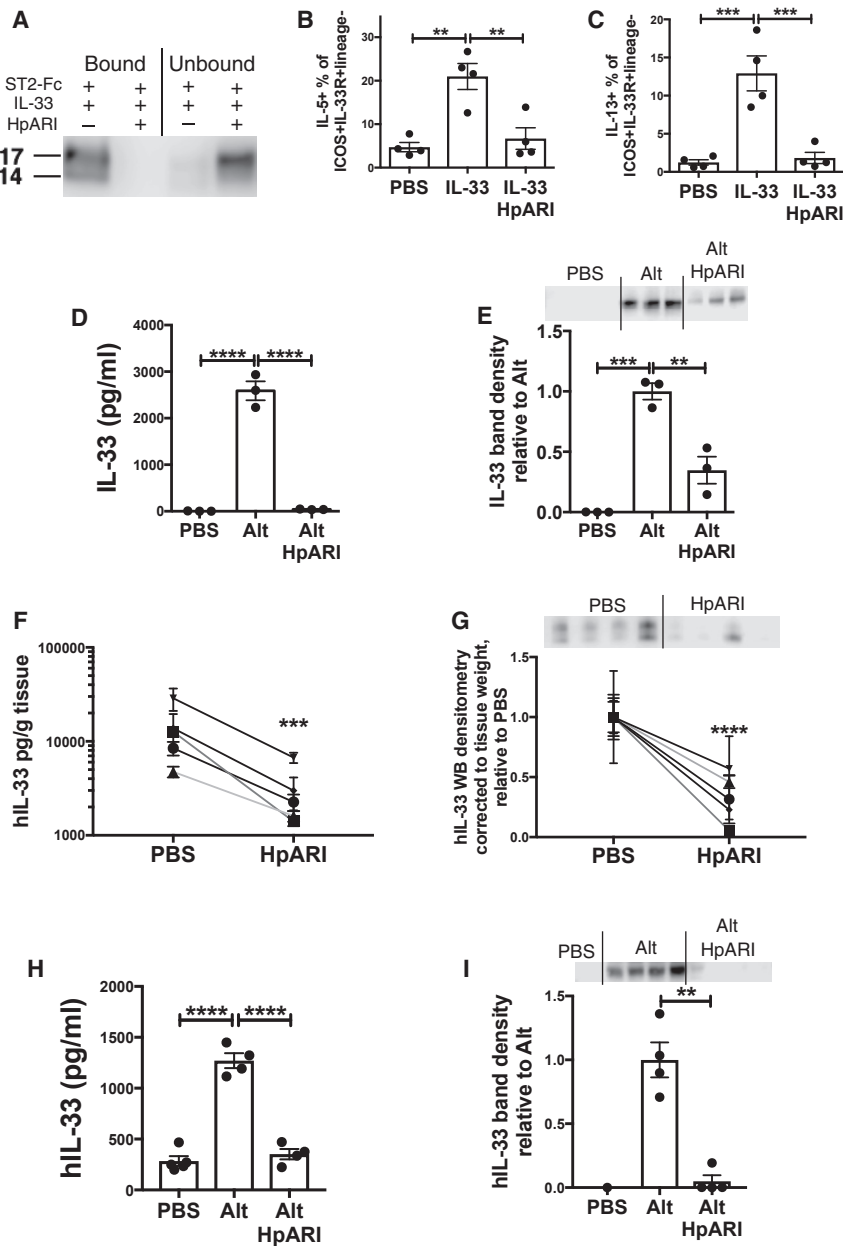 A
Bound Unbound
ST2-Fc + + + +
IL-33 + + + +
HpARI – + – +
17
14
B
IL-5+ % of
ICOS+IL-33R+lineage-
30
20
10
0
** **
PBS IL-33 IL-33
HpARI
C
IL-13+ % of
ICOS+IL-33R+lineage-
20
15
10
5
0
*** ***
PBS IL-33 IL-33
HpARI
D
IL-33 (pg/ml)
4000
3000
2000
1000
0
**** ****
PBS Alt Alt
HpARI
E
PBS Alt Alt
HpARI
IL-33 band density
relative to Alt
1.5
1.0
0.5
0.0
*** **
PBS Alt Alt
HpARI
F
hIL-33 pg/g tissue
100000
10000
1000
***
PBS HpARI
G
PBS HpARI
hIL-33 WB densitometry
corrected to tissue weight,
relative to PBS
1.5
1.0
0.5
0.0
****
PBS HpARI
H
hIL-33 (pg/ml)
2000
1500
1000
500
0
**** ****
PBS Alt Alt
HpARI
I
PBS Alt Alt
HpARI
hIL-33 band density
relative to Alt
1.5
1.0
0.5
0.0
**
PBS Alt Alt
HpARI